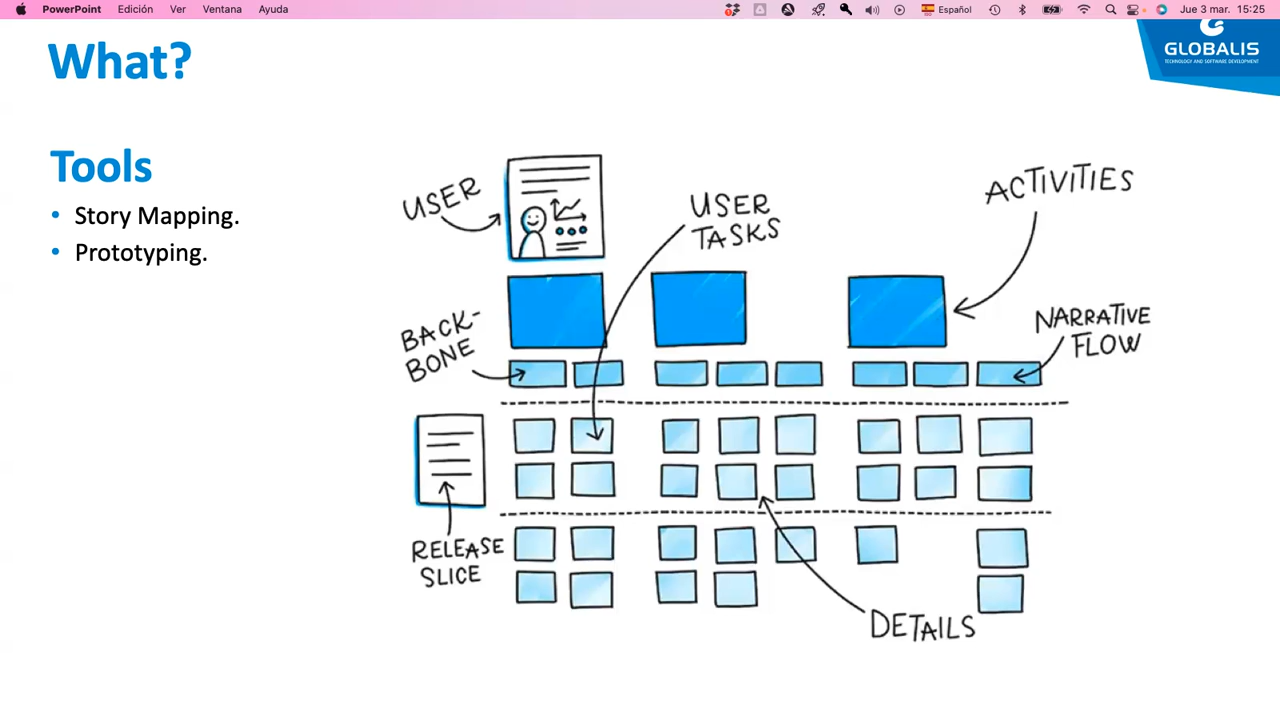 PowerPoint Edición Ver Ventana Ayuda Español Jue 3 mar. 15:25
What?
GLOBALIS
TECHNOLOGY AND SOFTWARE DEVELOPMENT
Tools
• Story Mapping.
• Prototyping.
USER
USER
TASKS
ACTIVITIES
BACK-
BONE
NARRATIVE
FLOW
RELEASE
SLICE
DETAILS